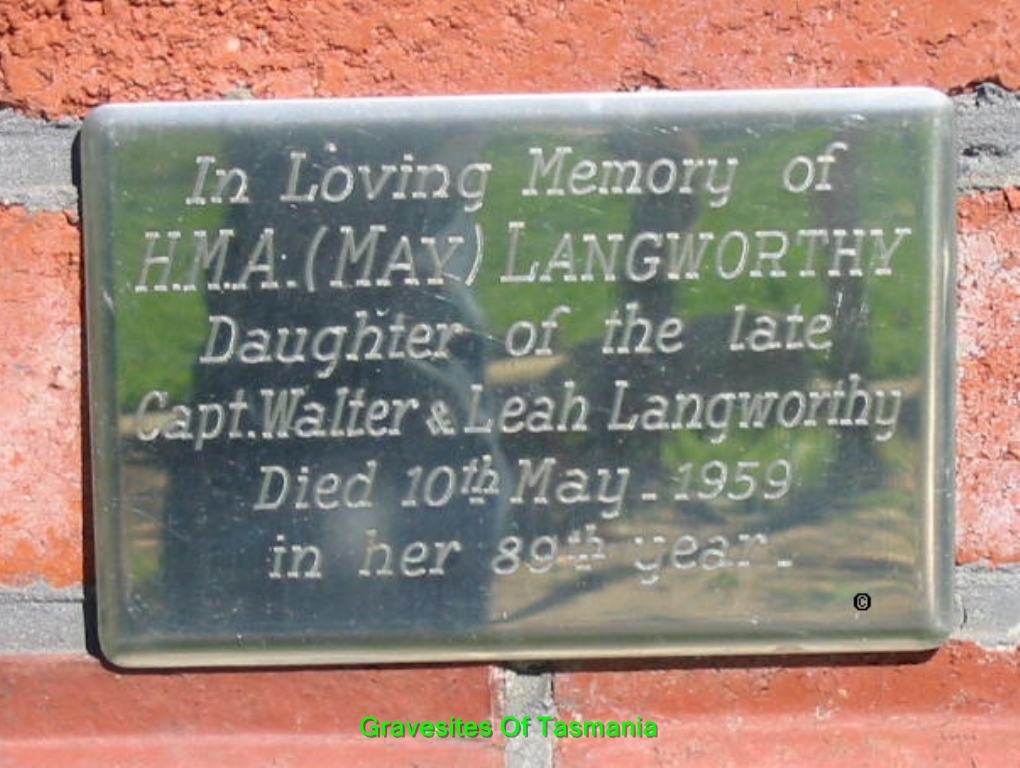 In Loving Memory of
H.M.A. (MAY) LANGWORTHY
Daughter of the late
Capt. Walter & Leah Langworthy
Died 10th May - 1959
in her 89th year -
©
Gravesites Of Tasmania